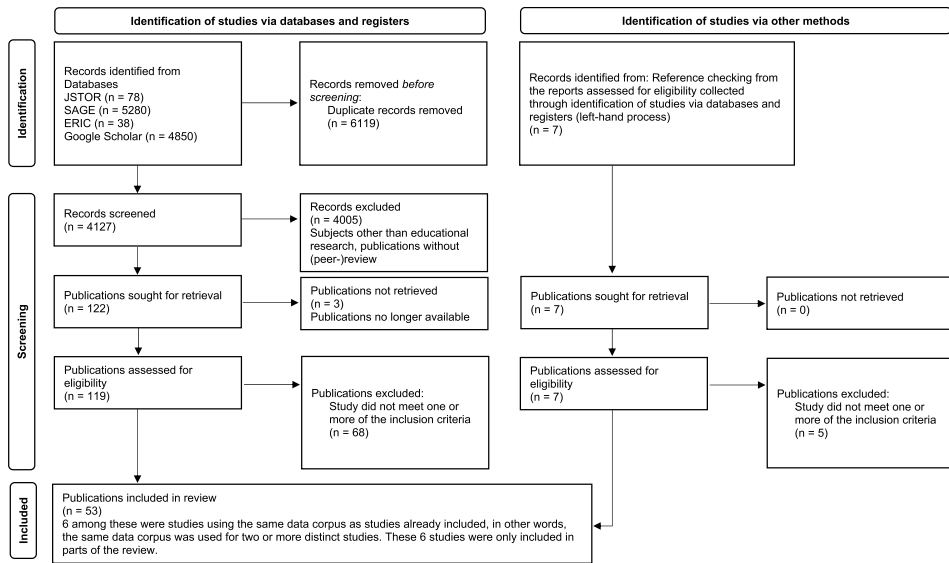 Identification of studies via databases and registers
Identification of studies via other methods
Identification
Records identified from
Databases
JSTOR (n = 78)
SAGE (n = 5280)
ERIC (n = 38)
Google Scholar (n = 4850)
Records removed before
screening:
Duplicate records removed
(n = 6119)
Records identified from: Reference checking from
the reports assessed for eligibility collected
through identification of studies via databases and
registers (left-hand process)
(n = 7)
Screening
Records screened
(n = 4127)
Records excluded
(n = 4005)
Subjects other than educational
research, publications without
(peer-)review
Publications sought for retrieval
(n = 122)
Publications not retrieved
(n = 3)
Publications no longer available
Publications sought for retrieval
(n = 7)
Publications not retrieved
(n = 0)
Publications assessed for
eligibility
(n = 119)
Publications excluded:
Study did not meet one or
more of the inclusion criteria
(n = 68)
Publications assessed for
eligibility
(n = 7)
Publications excluded:
Study did not meet one or
more of the inclusion criteria
(n = 5)
Included
Publications included in review
(n = 53)
6 among these were studies using the same data corpus as studies already included, in other words,
the same data corpus was used for two or more distinct studies. These 6 studies were only included in
parts of the review.